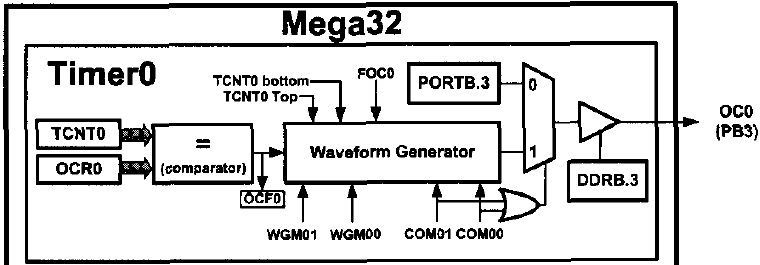 Mega32
Timer0
TCNT0 bottom
TCNT0 Top
FOC0
PORTB.3
0
OC0
(PB3)
TCNT0
OCR0
=
(comparator)
Waveform Generator
1
OCF0
DDRB.3
WGM01
WGM00
COM01
COM00